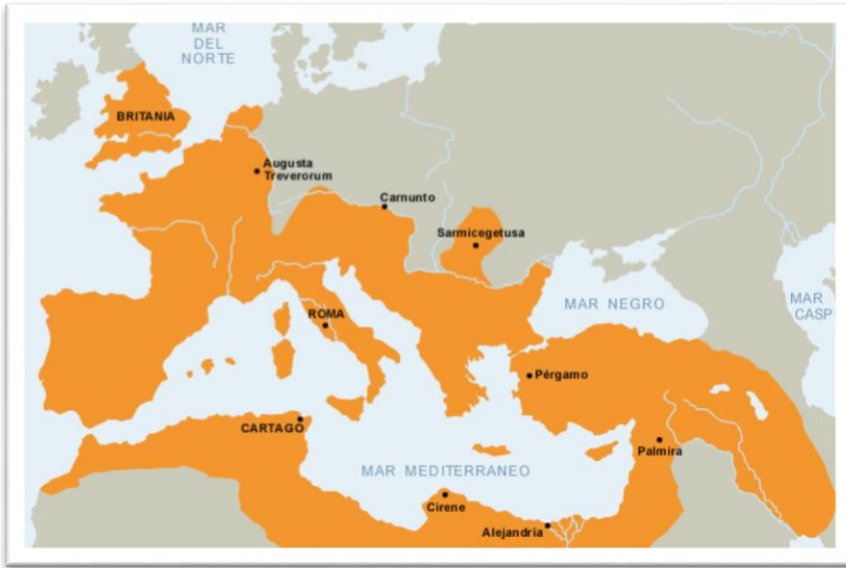 MAR
DEL
NORTE
BRITANIA
Augusta
Treverorum
Carnunto
Sarmicegetusa
MAR NEGRO
MAR
CASP
ROMA
Pérgamo
CARTAGO
Palmira
MAR MEDITERRANEO
Cirene
Alejandria